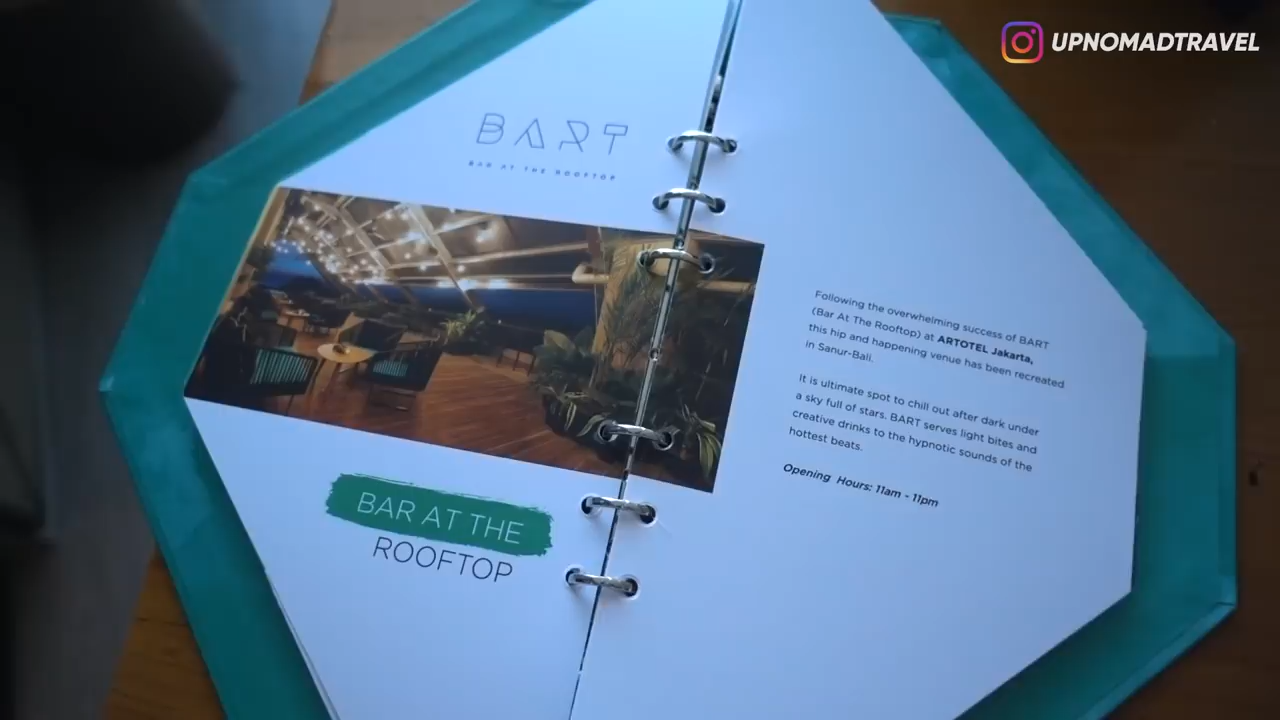 UPNOMADTRAVEL
BART
BAR AT THE ROOFTOP
BAR AT THE
ROOFTOP
Following the overwhelming success of BART
(Bar At The Rooftop) at ARTOTEL Jakarta,
this hip and happening venue has been recreated
in Sanur-Bali.
It is ultimate spot to chill out after dark under
a sky full of stars. BART serves light bites and
creative drinks to the hypnotic sounds of the
hottest beats.
Opening Hours: 11am - 11pm